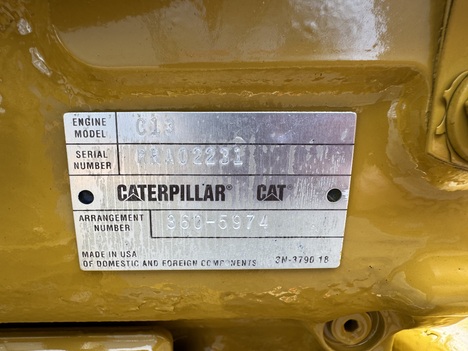 ENGINE MODEL
SERIAL NUMBER
CATERPILLAR® CAT
ARRANGEMENT NUMBER 360-5974
MADE IN USA
OF DOMESTIC AND FOREIGN COMPONENTS 3N-3790 18